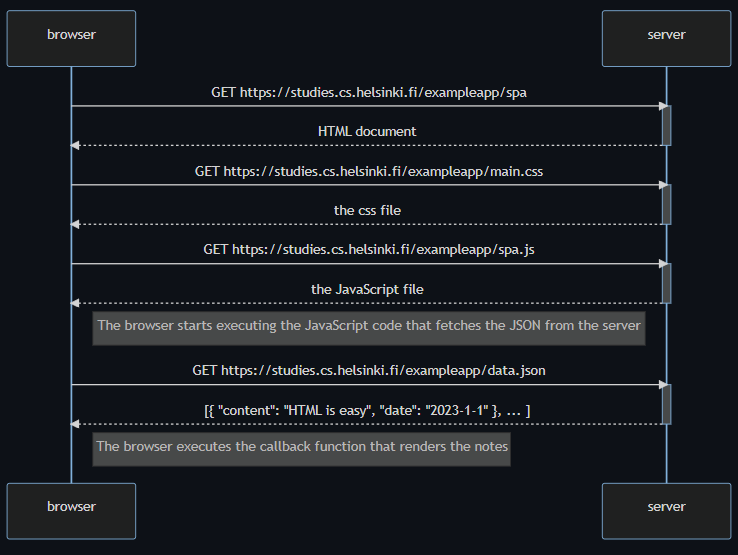 browser
server
GET https://studies.cs.helsinki.fi/exampleapp/spa
HTML document
GET https://studies.cs.helsinki.fi/exampleapp/main.css
the css file
GET https://studies.cs.helsinki.fi/exampleapp/spa.js
the JavaScript file
The browser starts executing the JavaScript code that fetches the JSON from the server
GET https://studies.cs.helsinki.fi/exampleapp/data.json
[{ "content": "HTML is easy", "date": "2023-1-1" }, ... ]
The browser executes the callback function that renders the notes
browser
server